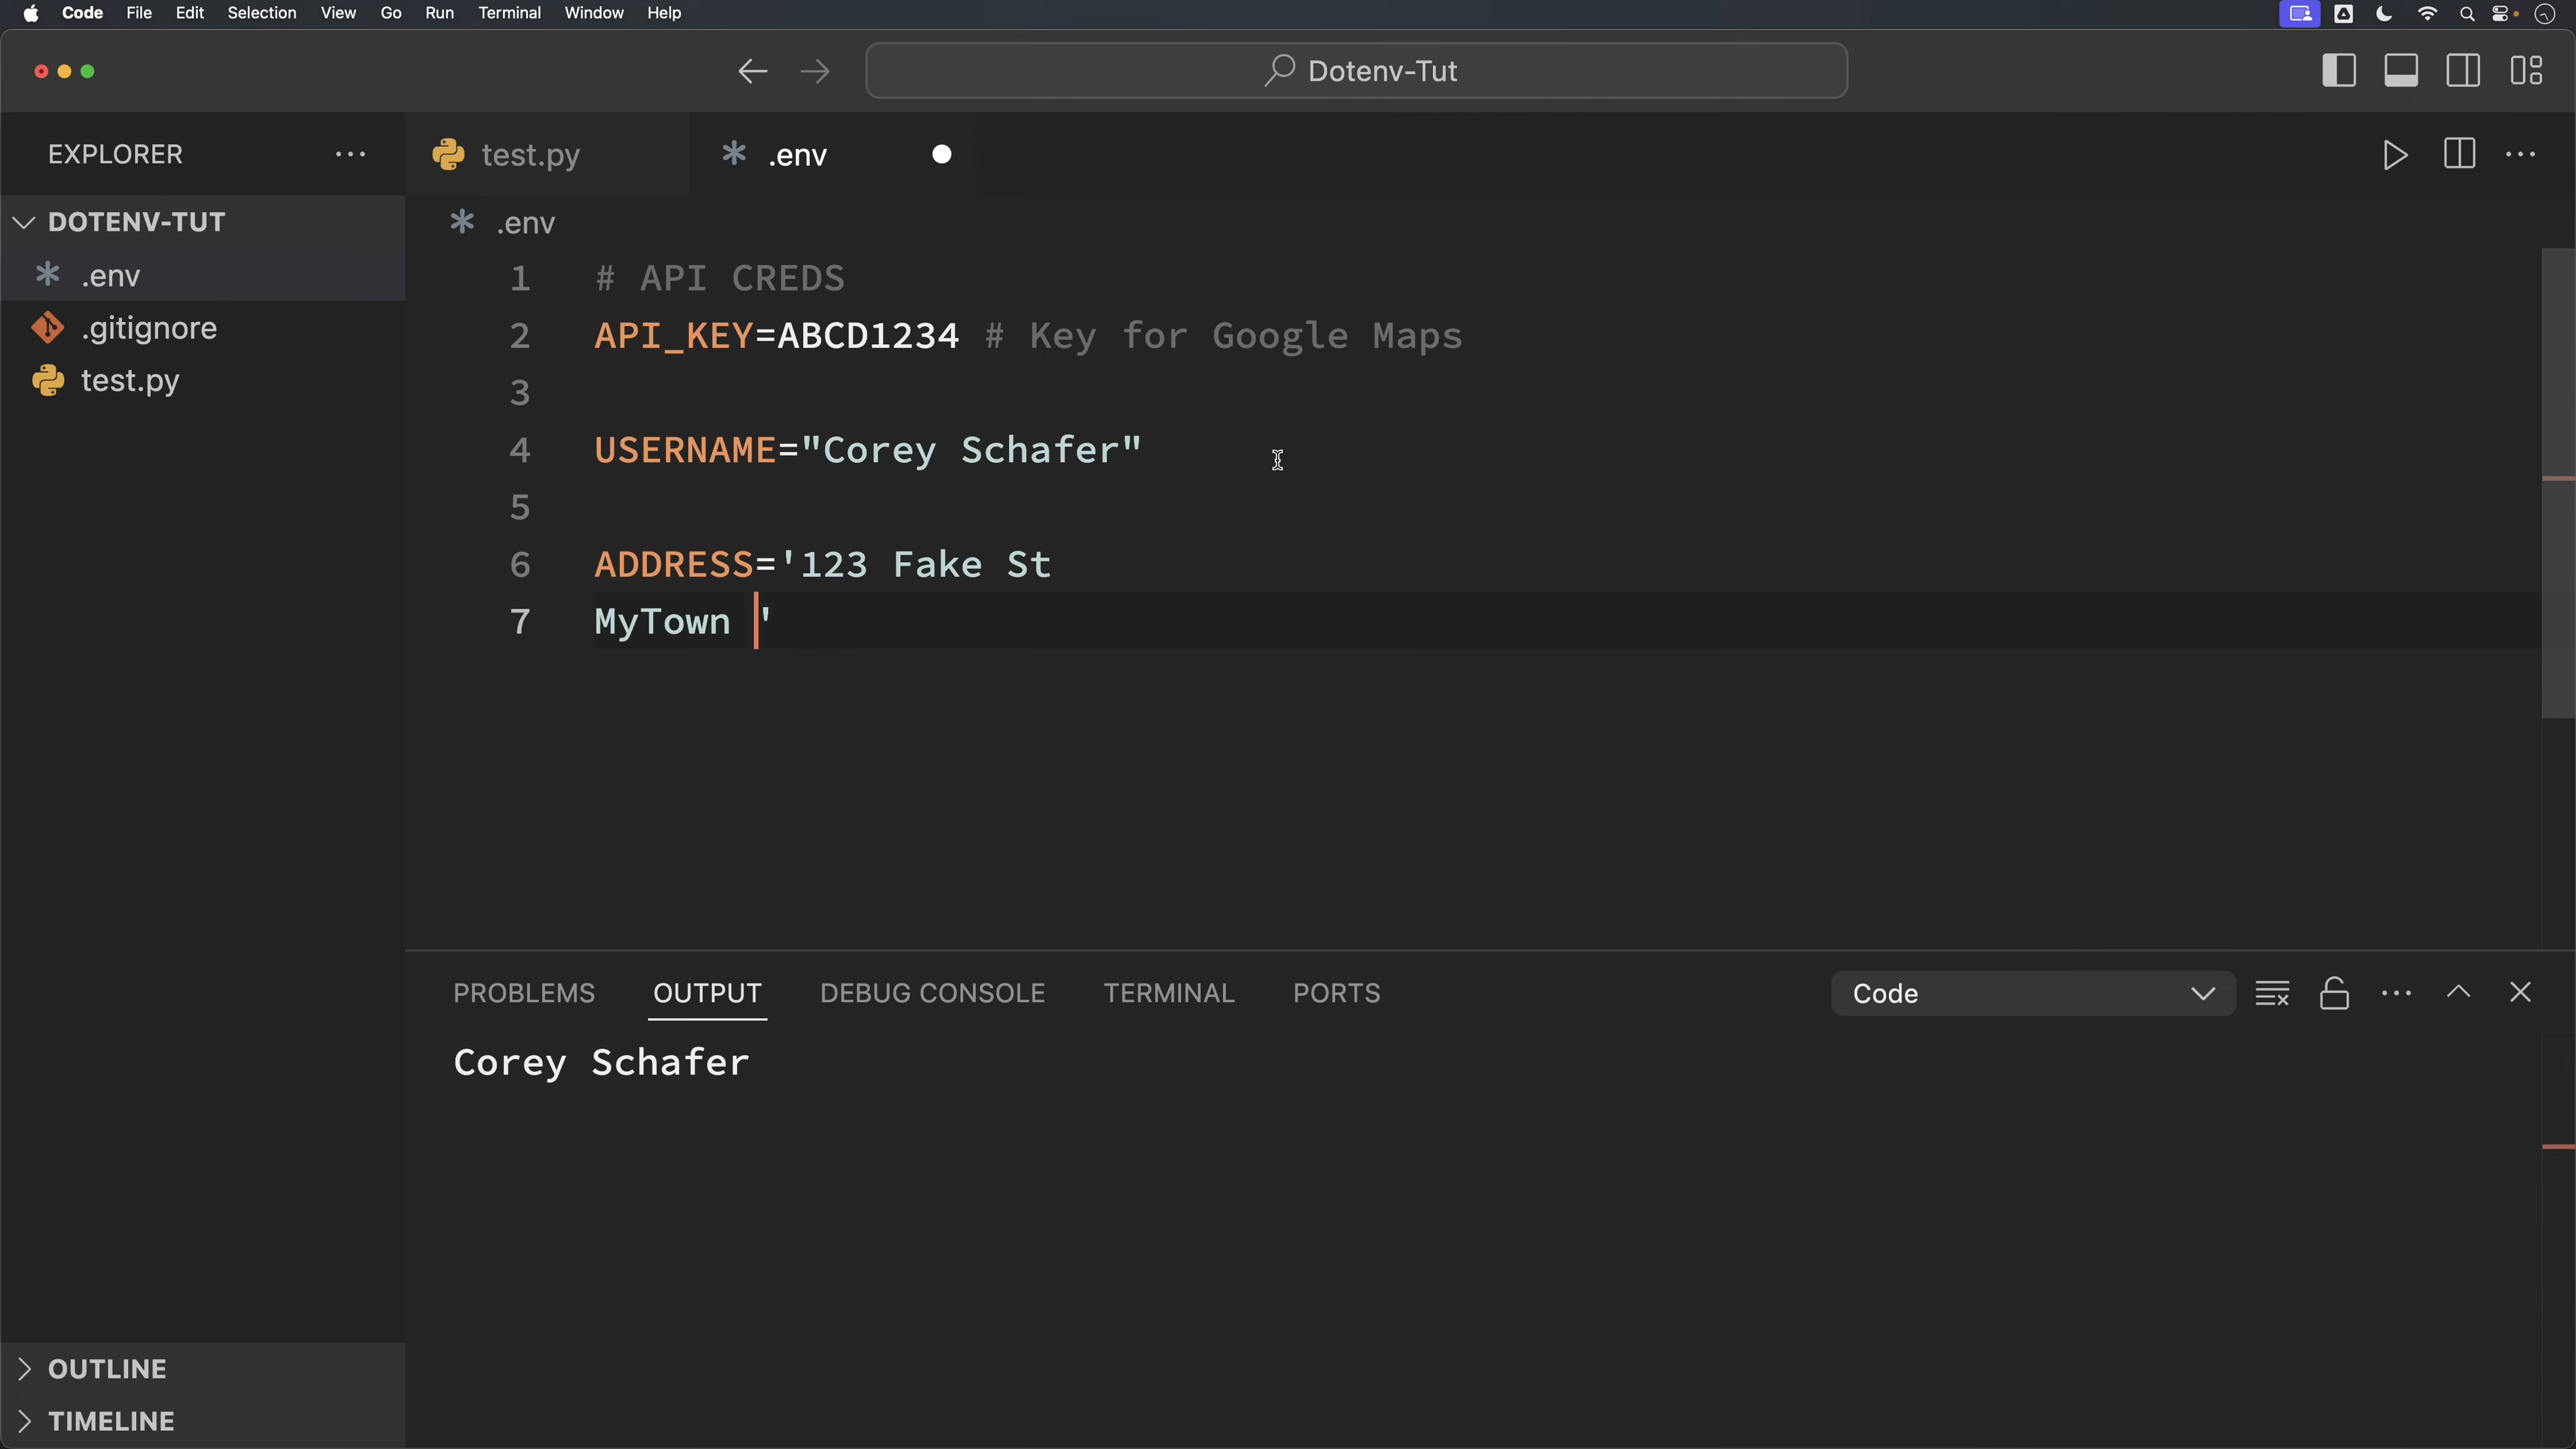 Code File Edit Selection View Go Run Terminal Window Help
Dotenv-Tut
EXPLORER
test.py
.env
DOTENV-TUT
.env
.gitignore
test.py
.env
1 # API CREDS
2 API_KEY=ABCD1234 # Key for Google Maps
3
4 USERNAME="Corey Schafer"
5
6 ADDRESS='123 Fake St
7 MyTown '
PROBLEMS OUTPUT DEBUG CONSOLE TERMINAL PORTS
Code
Corey Schafer
OUTLINE
TIMELINE